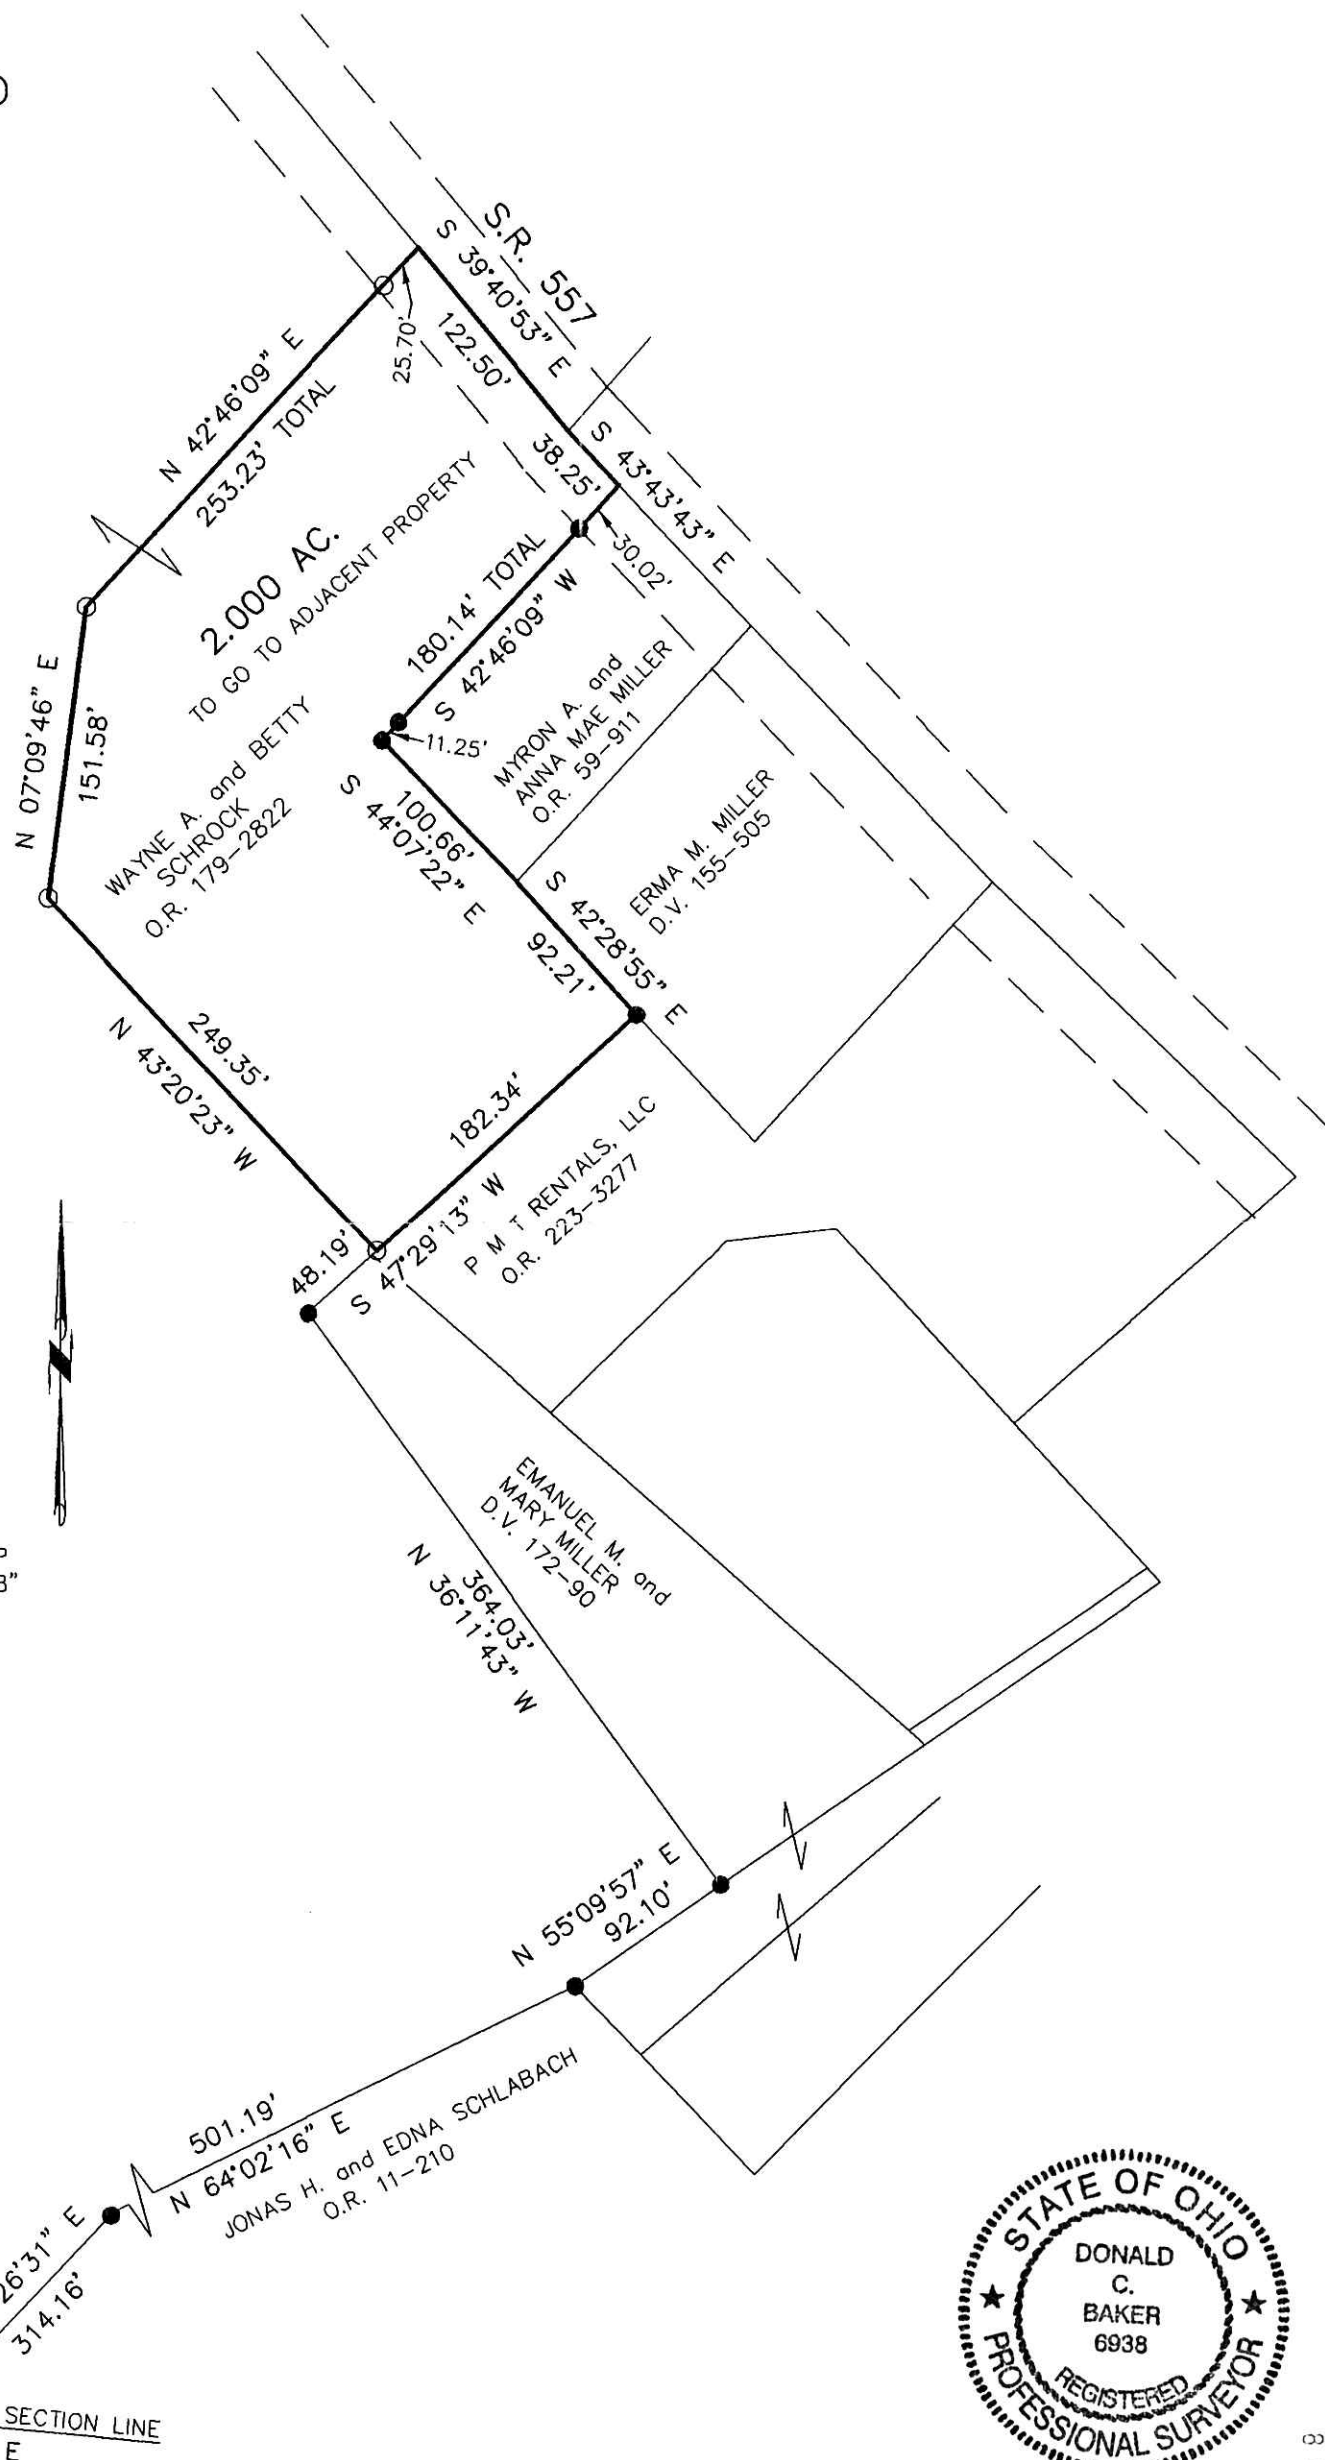 S.R. 557
S 39°40'53" E
122.50'
25.70'
N 42°46'09" E
253.23' TOTAL
38.25'
S 43°43'43" E
30.02'
2.000 AC.
TO GO TO ADJACENT PROPERTY
180.14' TOTAL
S 42°46'09" W
11.25'
N 07°09'46" E
151.58'
WAYNE A. and BETTY
SCHROCK
O.R. 179-2822
MYRON A. and
ANNA MAE MILLER
O.R. 59-911
100.66'
S 44°07'22" E
ERMA M. MILLER
D.V. 155-505
S 42°28'55" E
92.21'
249.35'
N 43°20'23" W
182.34'
S 47°29'13" W
48.19'
P M T RENTALS, LLC
O.R. 223-3277
EMANUEL M. and
MARY MILLER
D.V. 172-90
364.03'
N 36°11'43" W
N 55°09'57" E
92.10'
501.19'
N 64°02'16" E
JONAS H. and EDNA SCHLABACH
O.R. 11-210
26'31" E
314.16'
SECTION LINE
E
STATE OF OHIO
DONALD
C.
BAKER
6938
REGISTERED
PROFESSIONAL SURVEYOR